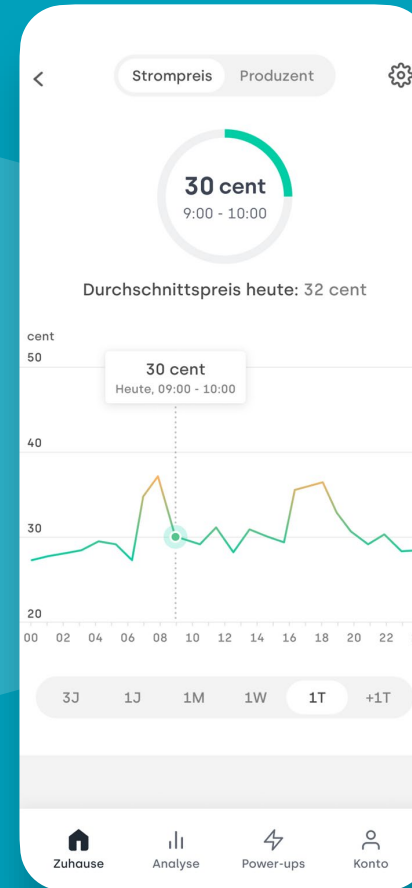 Strompreis Produzent
30 cent
9:00 - 10:00
Durchschnittspreis heute: 32 cent
cent
50
30 cent
Heute, 09:00 - 10:00
40
30
20
00 02 04 06 08 10 12 14 16 18 20 22
3J 1J 1M 1W 1T +1T
Zuhause Analyse Power-ups Konto